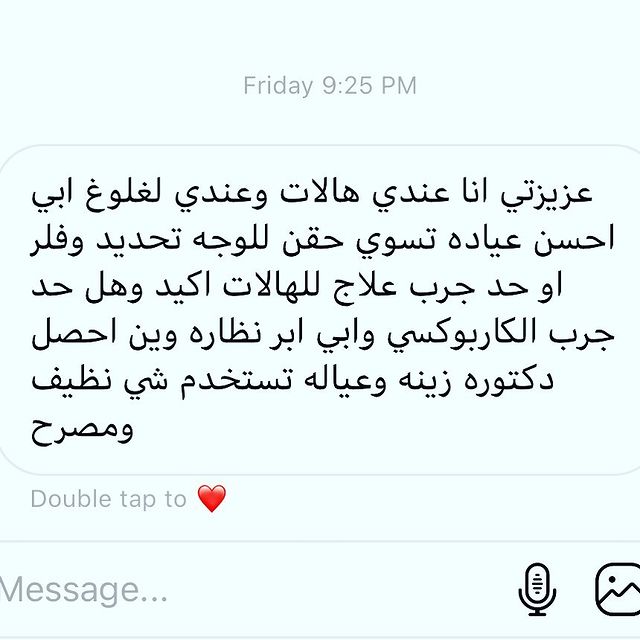 Friday 9:25 PM
عزيزتي انا عندي هالات وعندي لغلوغ ابي
احسن عياده تسوي حقن للوجه تحديد وفلر
او حد جرب علاج للهالات اكيد وهل حد
جرب الكاربوكسي وابي ابر نظاره وين احصل
دكتوره زينه وعياله تستخدم شي نظيف
ومصرح
Double tap to ❤️
Message...